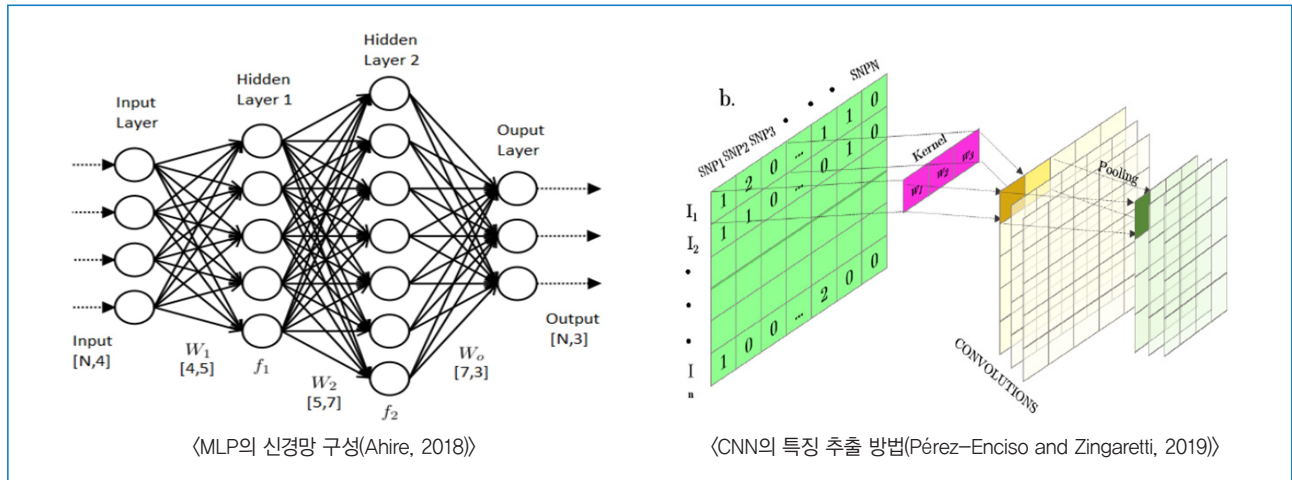 Input
Layer
Hidden
Layer 1
Hidden
Layer 2
Ouput
Layer
Input
[N,4]
W₁
[4,5]
f₁
W₂
[5,7]
f₂
Wₒ
[7,3]
Output
[N,3]
〈MLP의 신경망 구성(Ahire, 2018)〉
b.
SNP1 SNP2 SNP3 • • • SNPN
I₁ 1 2 0 ... 1 1 0
I₂ 1 1 0 ... 0 1 0
•
•
•
2 0 0
Iₙ 1 0 0 ...
Kernel
W1 W2 W3
Pooling
CONVOLUTIONS
〈CNN의 특징 추출 방법(Pérez-Enciso and Zingaretti, 2019)〉